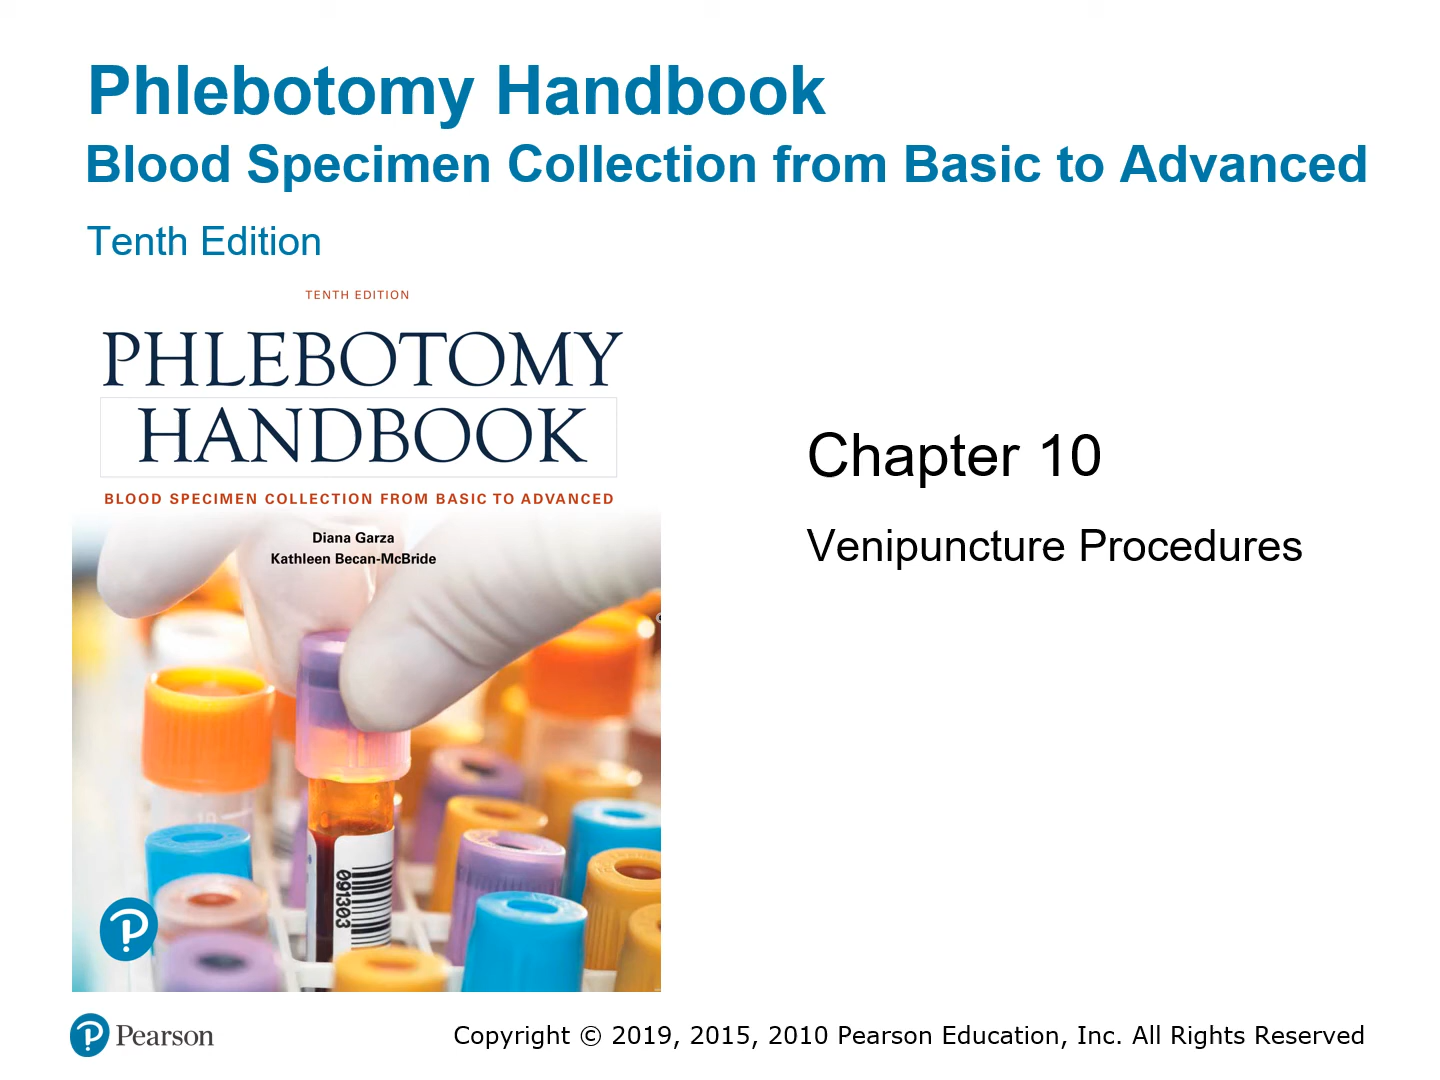 Phlebotomy Handbook
Blood Specimen Collection from Basic to Advanced
Tenth Edition
TENTH EDITION
PHLEBOTOMY
HANDBOOK
BLOOD SPECIMEN COLLECTION FROM BASIC TO ADVANCED
Diana Garza
Kathleen Becan-McBride
091303
Chapter 10
Venipuncture Procedures
Pearson
Copyright © 2019, 2015, 2010 Pearson Education, Inc. All Rights Reserved